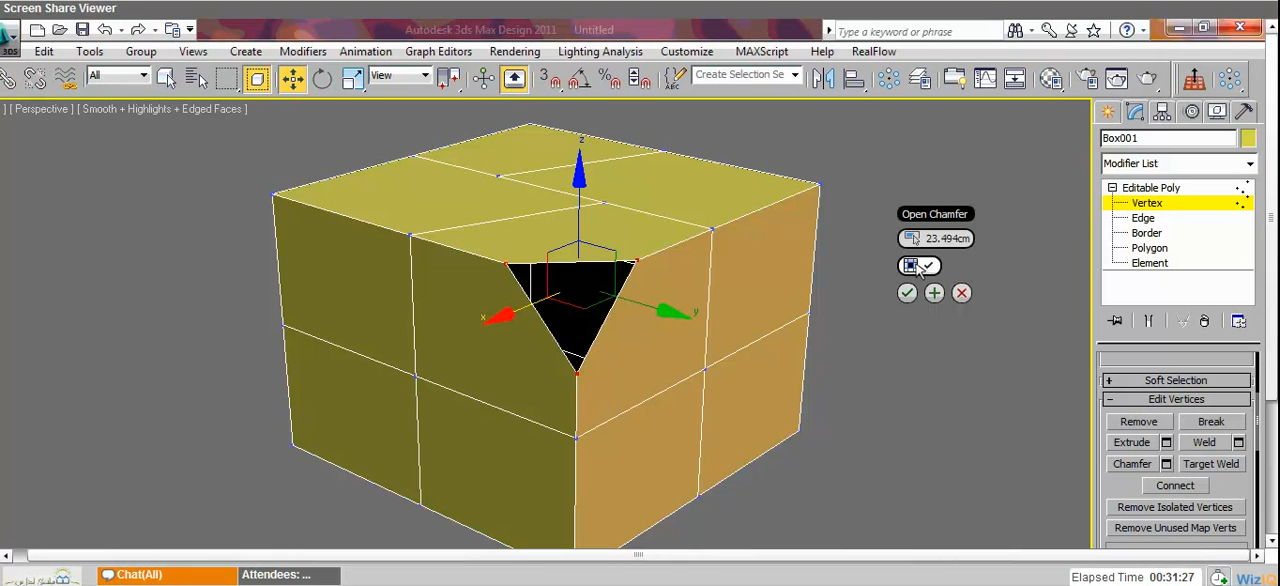 Screen Share Viewer
3DS
Autodesk 3ds Max Design 2011 Untitled
Type a keyword or phrase
Edit Tools Group Views Create Modifiers Animation Graph Editors Rendering Lighting Analysis Customize MAXScript Help RealFlow
All
View
3
ABC
Create Selection Se
] [ Perspective ] [ Smooth + Highlights + Edged Faces ]
z
x
y
Open Chamfer
23.494cm
Box001
Modifier List
Editable Poly
Vertex
Edge
Border
Polygon
Element
+ Soft Selection
- Edit Vertices
Remove Break
Extrude Weld
Chamfer Target Weld
Connect
Remove Isolated Vertices
Remove Unused Map Verts
Chat(All)
Attendees: ...
Elapsed Time 00:31:27
WizIQ